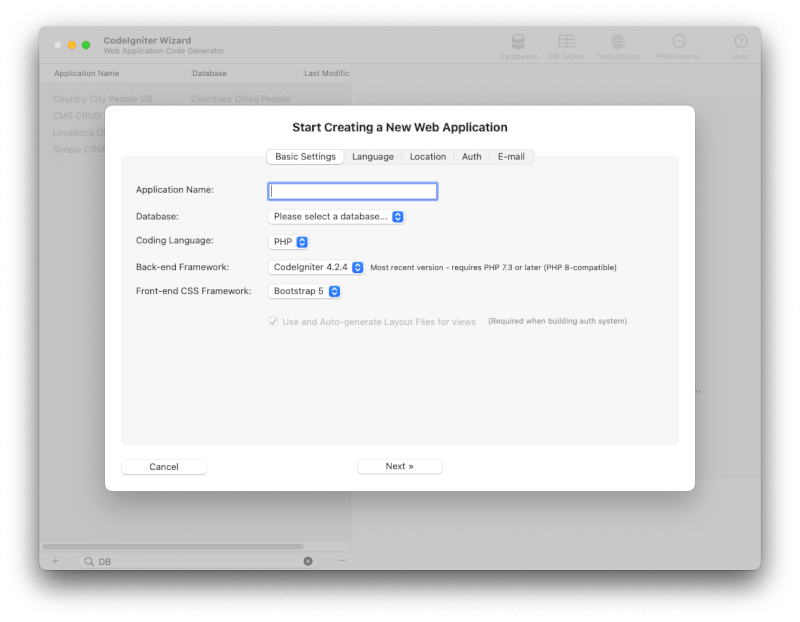 CodeIgniter Wizard
Web Application Code Generator
Databases DB Tables Translations Preferences Help
Application Name Database Last Modific
Country City People DB Countries Cities People
CMS CRUD
Locations D
Simple CRM
Start Creating a New Web Application
Basic Settings Language Location Auth E-mail
Application Name:
Database: Please select a database...
Coding Language: PHP
Back-end Framework: CodeIgniter 4.2.4 Most recent version - requires PHP 7.3 or later (PHP 8-compatible)
Front-end CSS Framework: Bootstrap 5
Use and Auto-generate Layout Files for views (Required when building auth system)
Cancel Next »
DB